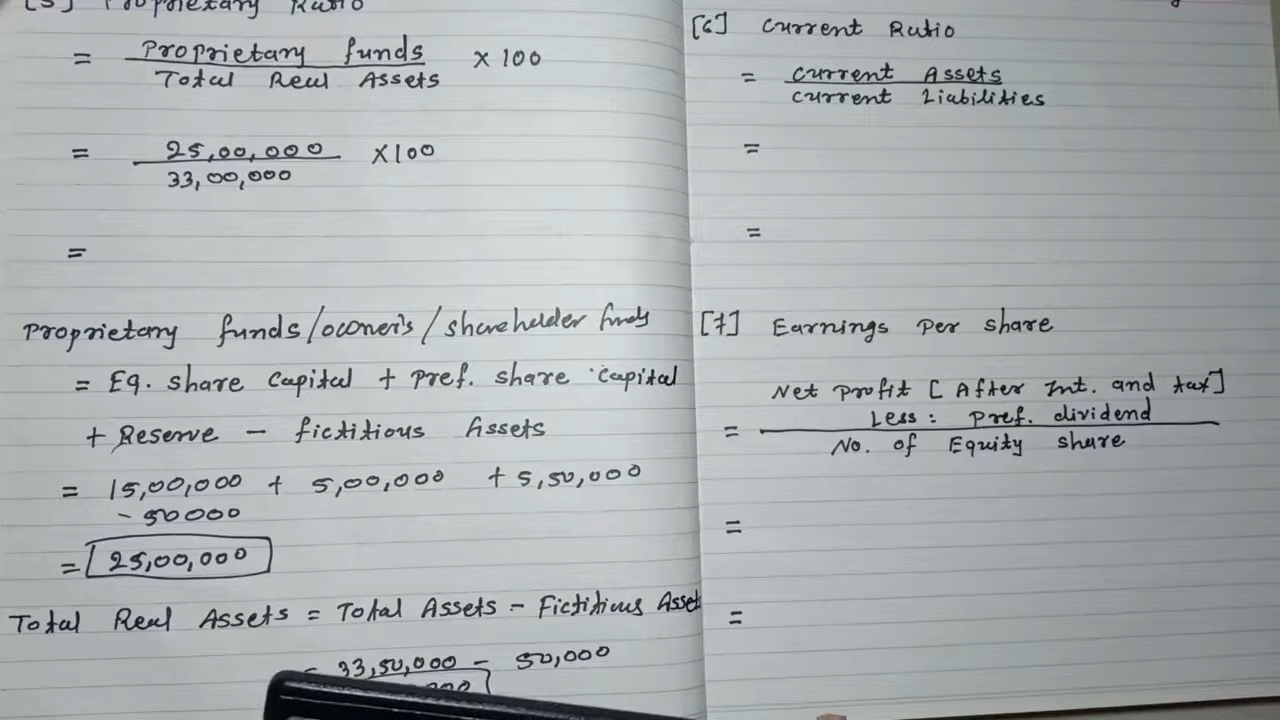 [5] Proprietary Ratio
= Proprietary funds × 100
Total Real Assets
= 25,00,000 ×100
33,00,000
=
Proprietary funds/owner's/shareholder funds
= Eq. share capital + Pref. share capital
+ Reserve - fictitious Assets
= 15,00,000 + 5,00,000 + 5,50,000
- 50000
= 25,00,000
Total Real Assets = Total Assets - Fictitious Asset
= 33,50,000 - 50,000
[6] Current Ratio
= current Assets
current Liabilities
=
=
[7] Earnings Per share
Net Profit [ After Int. and tax]
Less: Pref. dividend
=
No. of Equity share
=
=